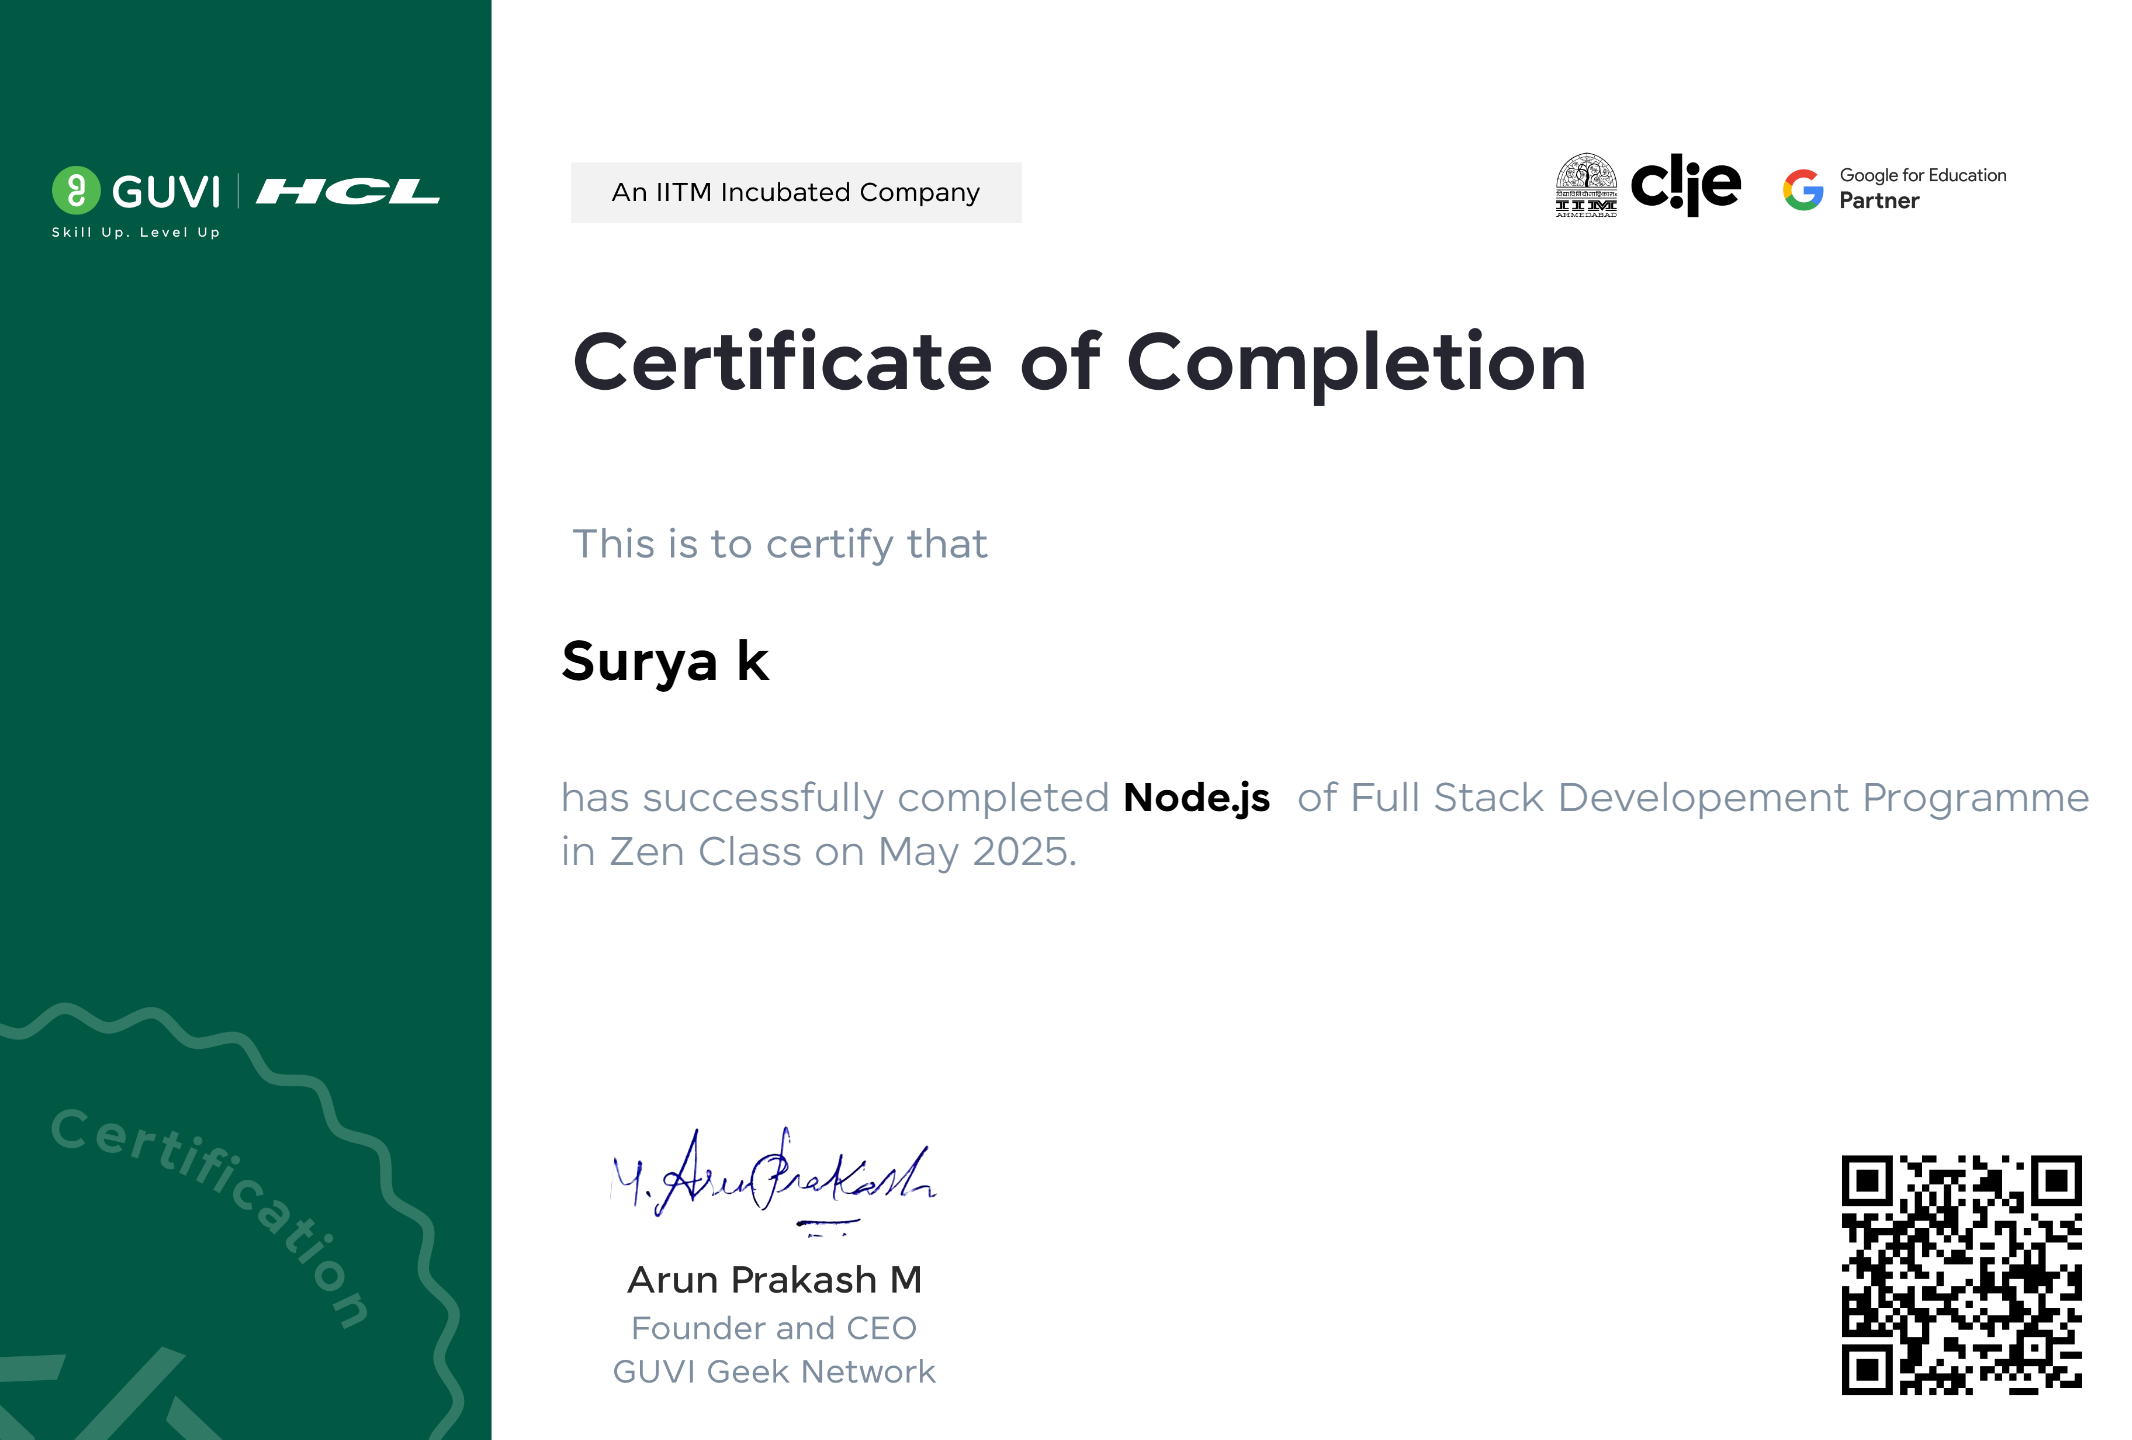 GUVI | HCL
Skill Up. Level Up
An IITM Incubated Company
IIM
AHMEDABAD
c!je
Google for Education
Partner
Certificate of Completion
This is to certify that
Surya k
has successfully completed Node.js of Full Stack Developement Programme
in Zen Class on May 2025.
Certification
M. Arun Prakash
Arun Prakash M
Founder and CEO
GUVI Geek Network